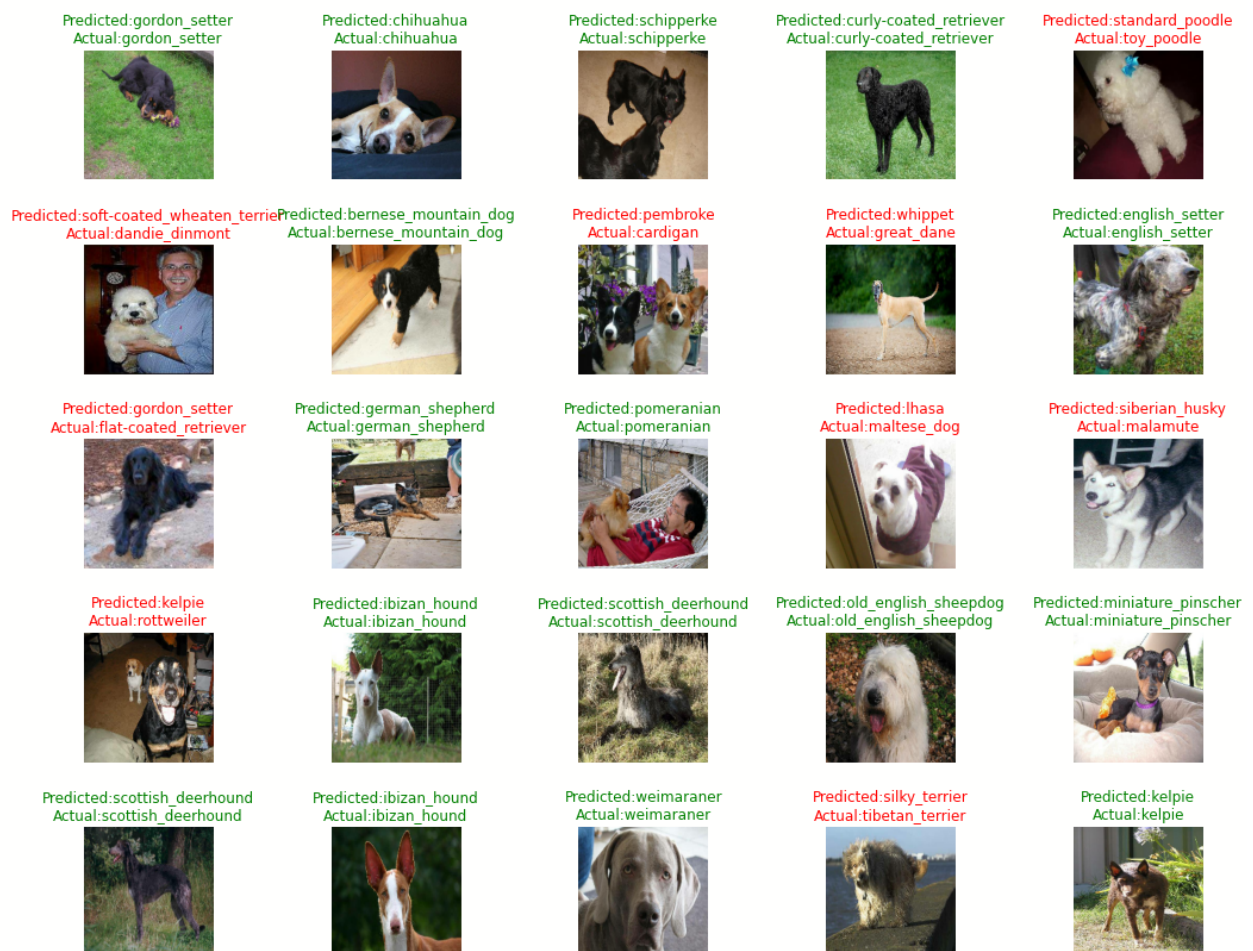 Predicted:gordon_setter
Actual:gordon_setter
Predicted:chihuahua
Actual:chihuahua
Predicted:schipperke
Actual:schipperke
Predicted:curly-coated_retriever
Actual:curly-coated_retriever
Predicted:standard_poodle
Actual:toy_poodle
Predicted:soft-coated_wheaten_terrier
Actual:dandie_dinmont
Predicted:bernese_mountain_dog
Actual:bernese_mountain_dog
Predicted:pembroke
Actual:cardigan
Predicted:whippet
Actual:great_dane
Predicted:english_setter
Actual:english_setter
Predicted:gordon_setter
Actual:flat-coated_retriever
Predicted:german_shepherd
Actual:german_shepherd
Predicted:pomeranian
Actual:pomeranian
Predicted:lhasa
Actual:maltese_dog
Predicted:siberian_husky
Actual:malamute
Predicted:kelpie
Actual:rottweiler
Predicted:ibizan_hound
Actual:ibizan_hound
Predicted:scottish_deerhound
Actual:scottish_deerhound
Predicted:old_english_sheepdog
Actual:old_english_sheepdog
Predicted:miniature_pinscher
Actual:miniature_pinscher
Predicted:scottish_deerhound
Actual:scottish_deerhound
Predicted:ibizan_hound
Actual:ibizan_hound
Predicted:weimaraner
Actual:weimaraner
Predicted:silky_terrier
Actual:tibetan_terrier
Predicted:kelpie
Actual:kelpie